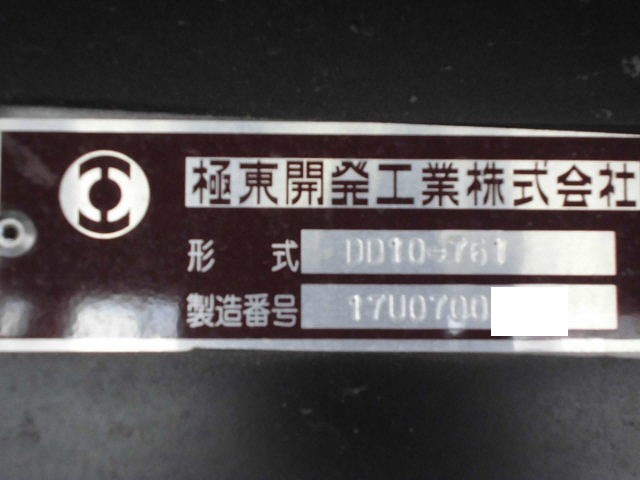 極東開発工業株式会社
形 式 DD10-761
製造番号 17U0700